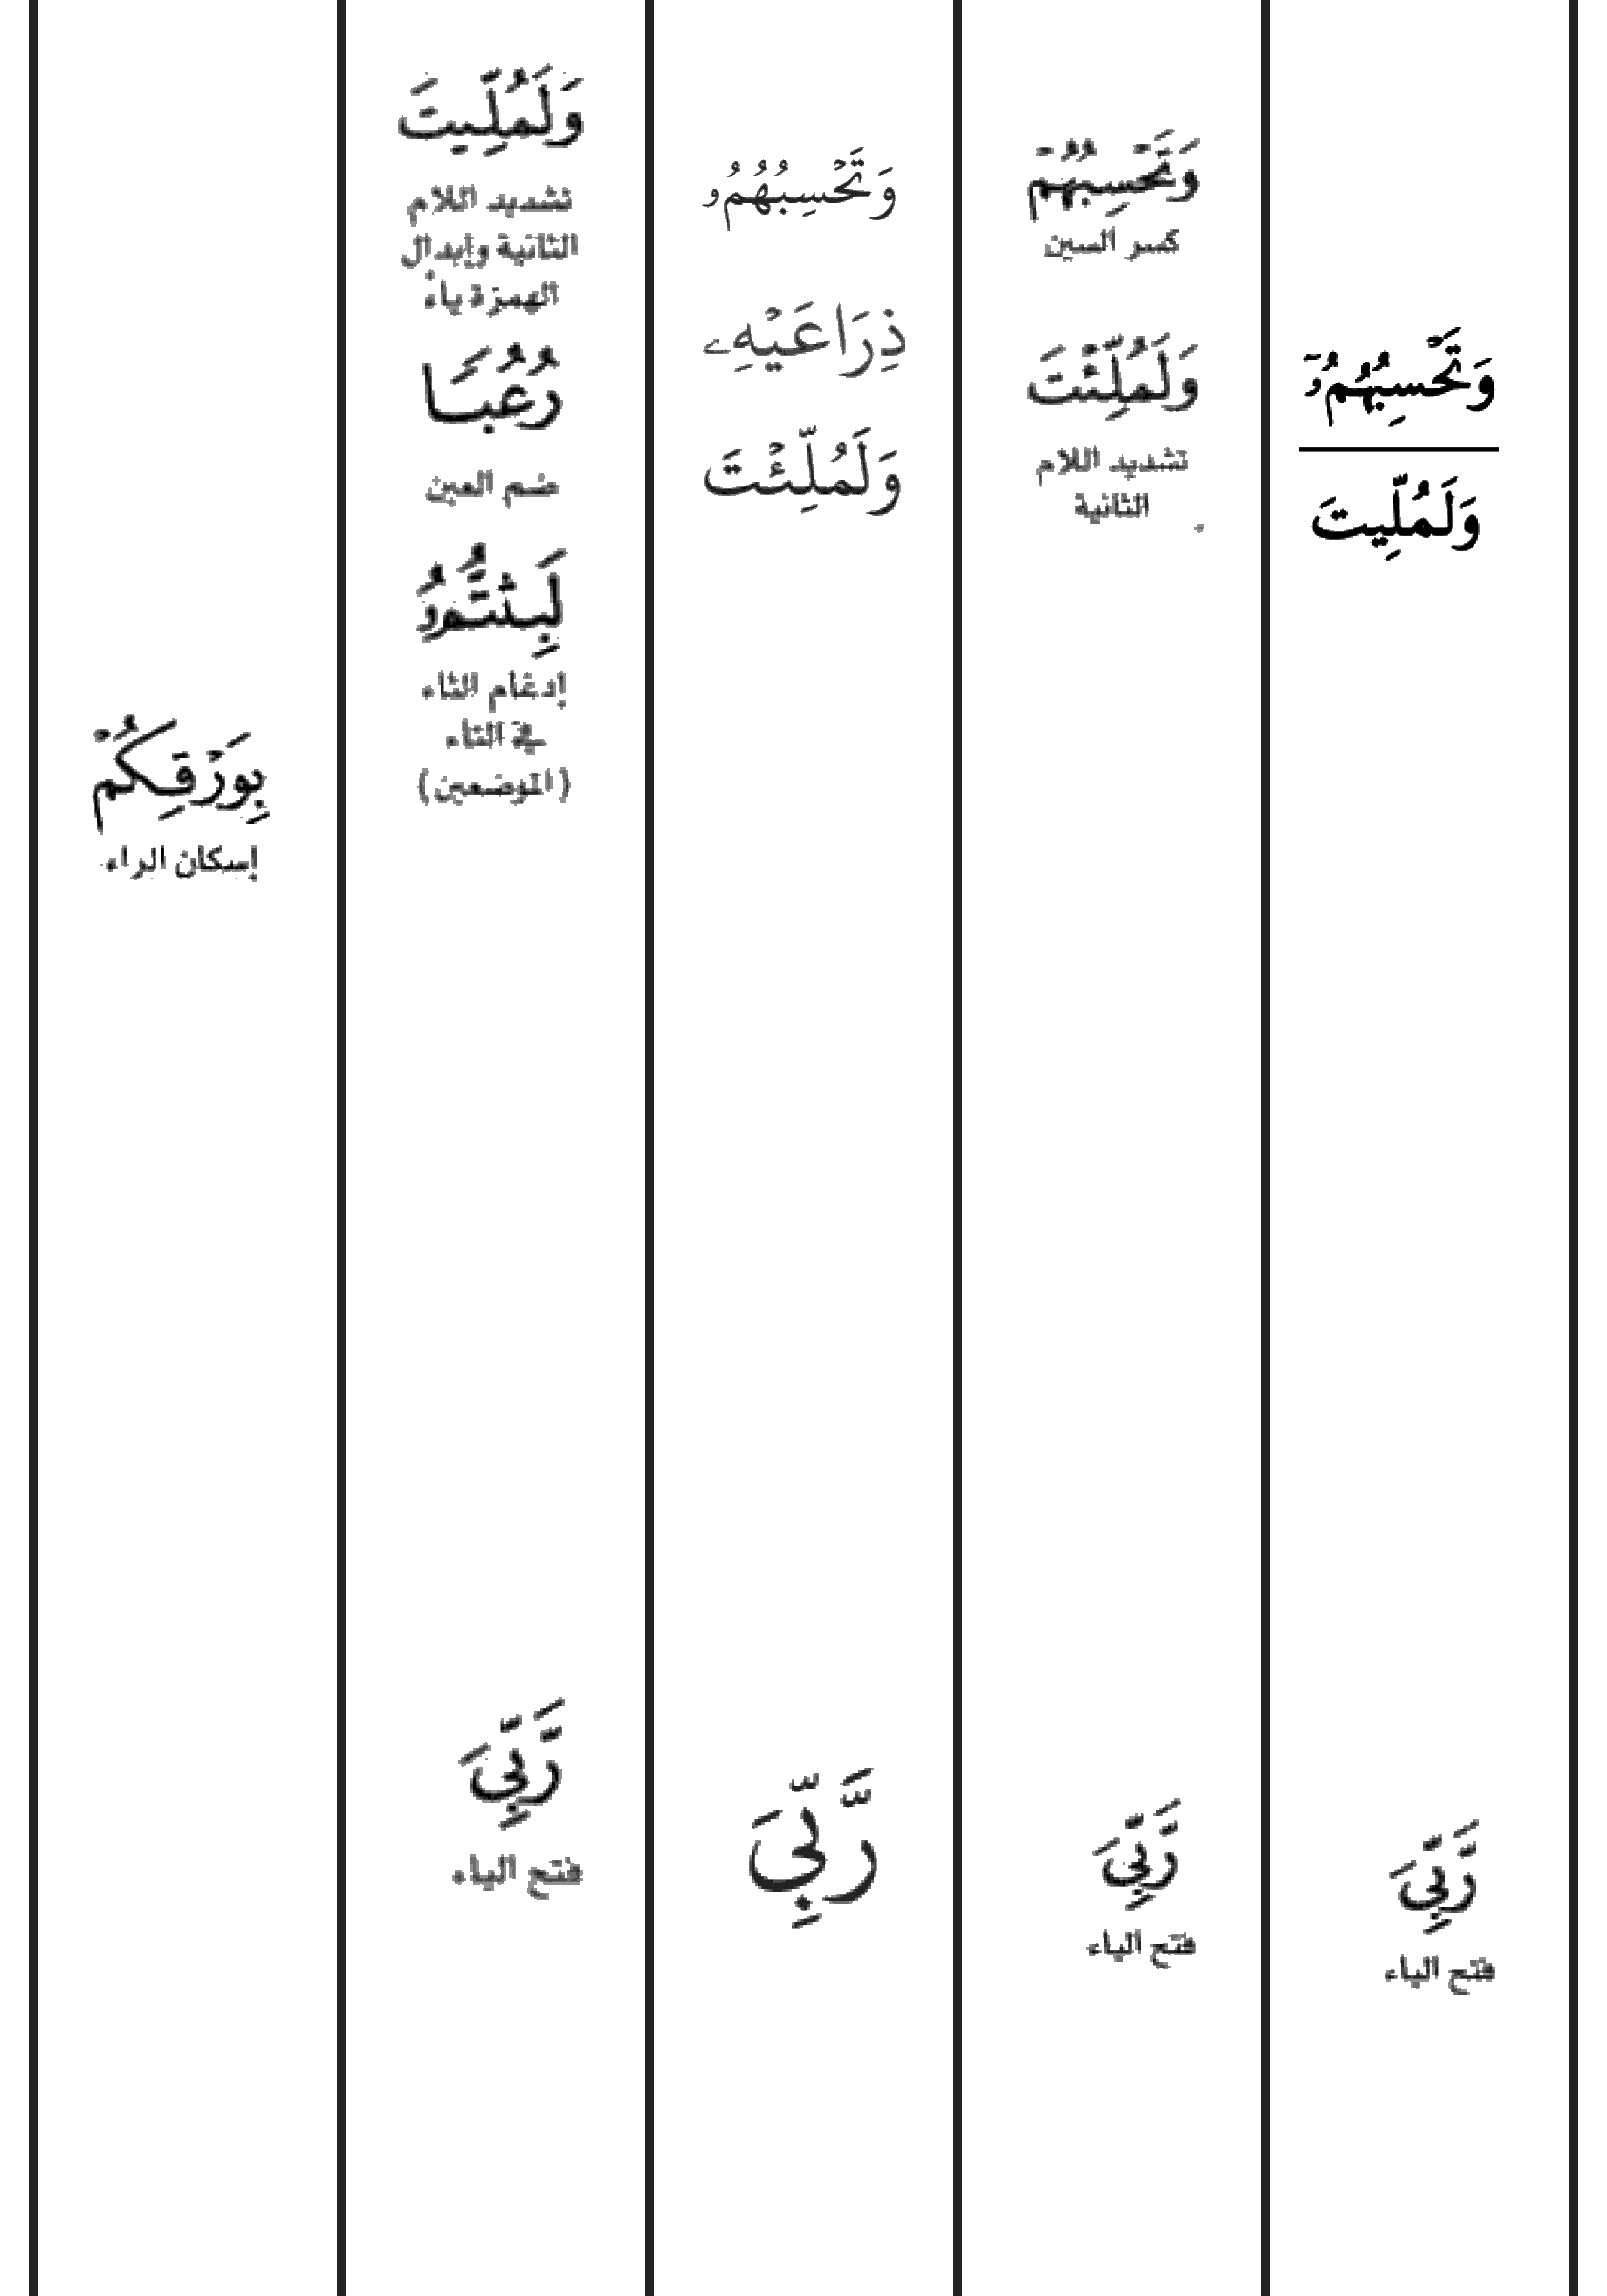 وَتَحْسِبُهُمُۥٓ
وَلَمُلِّيتَ
رَّبِّيَ
فتح الياء
وَتَحْسِبُهُمْ
كسر السين
وَلَمُلِّئْتَ
تشديد اللام
الثانية
رَّبِّيَ
فتح الياء
وَتَحْسِبُهُمُۥ
ذِرَاعَيْهِۦ
وَلَمُلِّئْتَ
رَّبِّيَ
وَلَمُلِّيتَ
تشديد اللام
الثانية وإبدال
الهمزة ياءً
رُعُبًا
ضم العين
لَبِثتُّمُۥ
إدغام الثاء
في التاء
(الموضعين)
رَّبِّيَ
فتح الياء
بِوَرْقِكُمْ
إسكان الراء